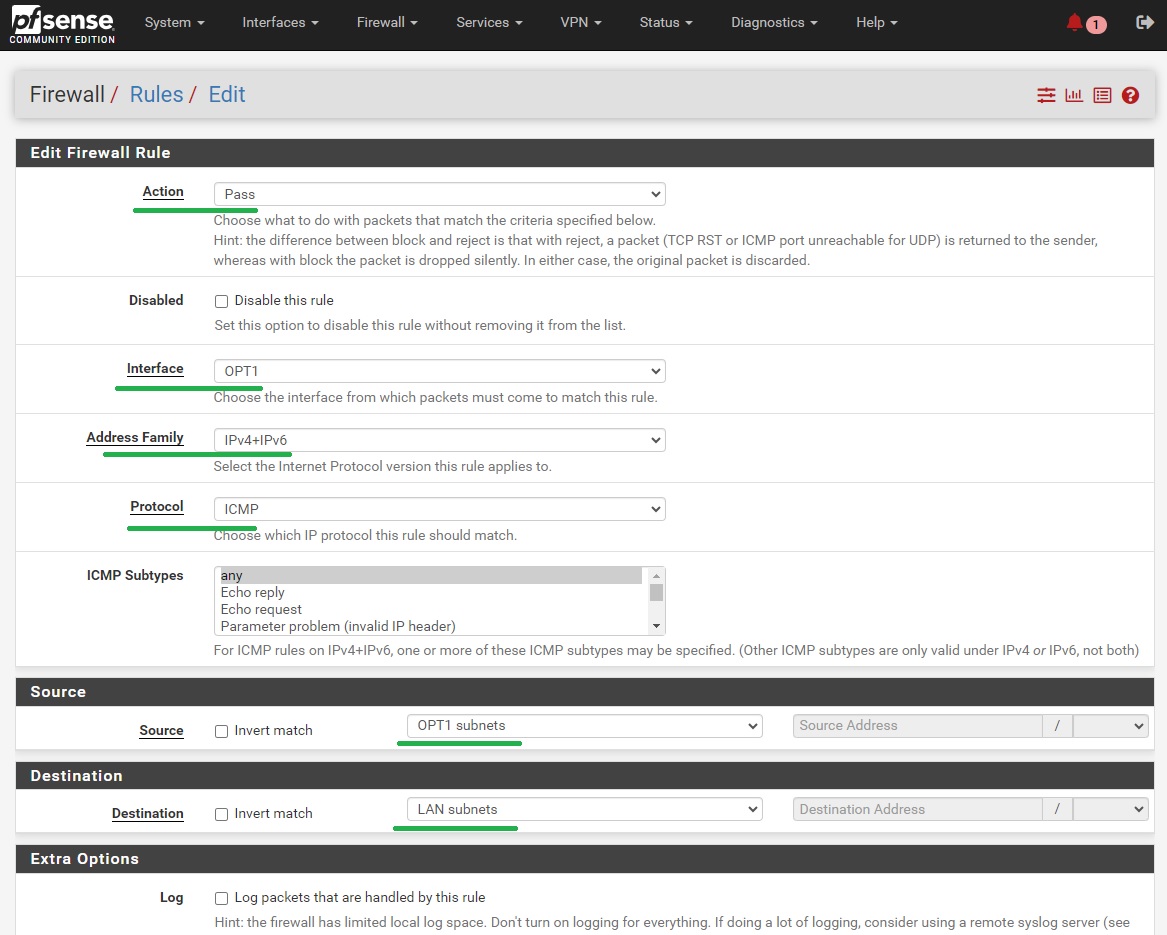 pfsense
COMMUNITY EDITION
System
Interfaces
Firewall
Services
VPN
Status
Diagnostics
Help
1
Firewall / Rules / Edit
Edit Firewall Rule
Action
Pass
Choose what to do with packets that match the criteria specified below.
Hint: the difference between block and reject is that with reject, a packet (TCP RST or ICMP port unreachable for UDP) is returned to the sender,
whereas with block the packet is dropped silently. In either case, the original packet is discarded.
Disabled
Disable this rule
Set this option to disable this rule without removing it from the list.
Interface
OPT1
Choose the interface from which packets must come to match this rule.
Address Family
IPv4+IPv6
Select the Internet Protocol version this rule applies to.
Protocol
ICMP
Choose which IP protocol this rule should match.
ICMP Subtypes
any
Echo reply
Echo request
Parameter problem (invalid IP header)
For ICMP rules on IPv4+IPv6, one or more of these ICMP subtypes may be specified. (Other ICMP subtypes are only valid under IPv4 or IPv6, not both)
Source
Source
Invert match
OPT1 subnets
Source Address
/
Destination
Destination
Invert match
LAN subnets
Destination Address
/
Extra Options
Log
Log packets that are handled by this rule
Hint: the firewall has limited local log space. Don't turn on logging for everything. If doing a lot of logging, consider using a remote syslog server (see